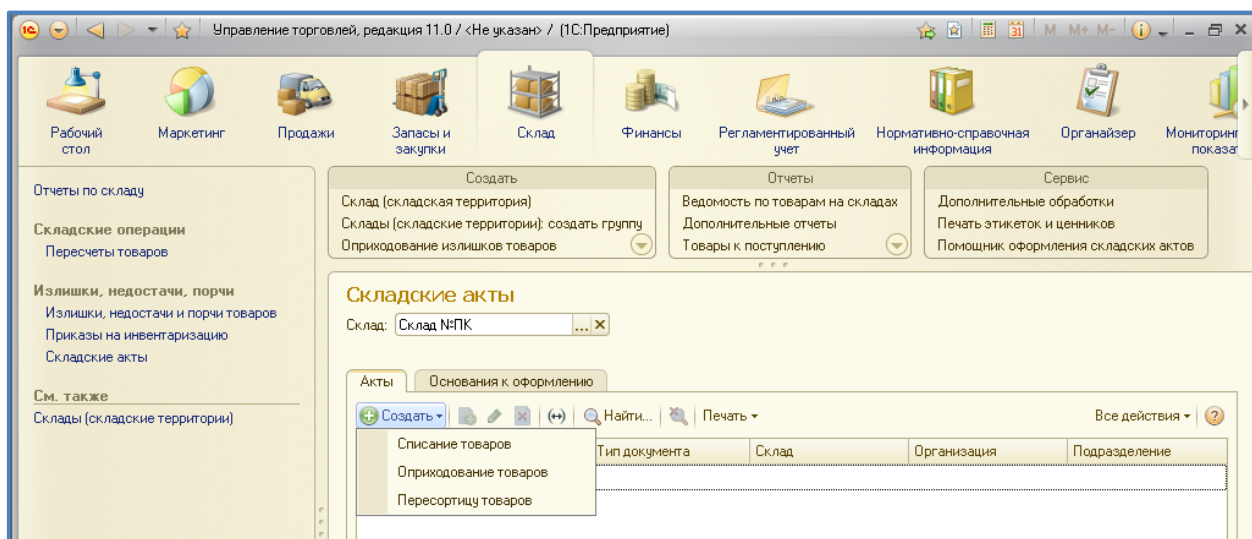 Управление торговлей, редакция 11.0 / <Не указан> / (1С:Предприятие)
M M+ M-
31
Рабочий стол
Маркетинг
Продажи
Запасы и закупки
Склад
Финансы
Регламентированный учет
Нормативно-справочная информация
Органайзер
Мониторинг
Отчеты по складу
Складские операции
Пересчеты товаров
Излишки, недостачи, порчи
Излишки, недостачи и порчи товаров
Приказы на инвентаризацию
Складские акты
См. также
Склады (складские территории)
Создать
Склад (складская территория)
Склады (складские территории): создать группу
Оприходование излишков товаров
Отчеты
Ведомость по товарам на складах
Дополнительные отчеты
Товары к поступлению
Сервис
Дополнительные обработки
Печать этикеток и ценников
Помощник оформления складских актов
Складские акты
Склад: Склад №ПК ...
Акты
Основания к оформлению
Создать
Найти...
Печать
Все действия
?
Списание товаров
Оприходование товаров
Пересортицу товаров
Тип документа
Склад
Организация
Подразделение